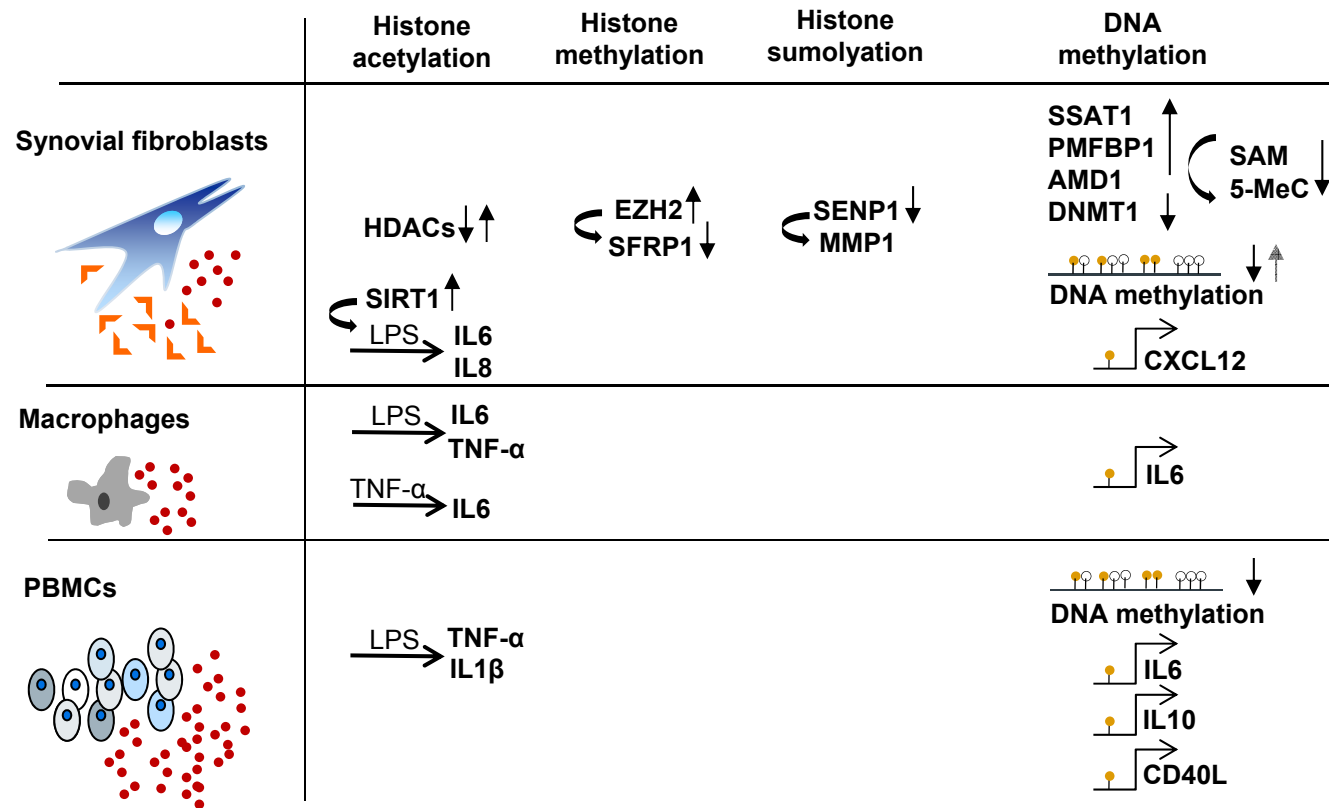 Histone
acetylation
Histone
methylation
Histone
sumolyation
DNA
methylation
Synovial fibroblasts
HDACs
SIRT1
LPS
IL6
IL8
EZH2
SFRP1
SENP1
MMP1
SSAT1
PMFBP1
AMD1
DNMT1
SAM
5-MeC
DNA methylation
CXCL12
Macrophages
LPS
IL6
TNF-α
TNF-α
IL6
IL6
PBMCs
LPS
TNF-α
IL1β
DNA methylation
IL6
IL10
CD40L